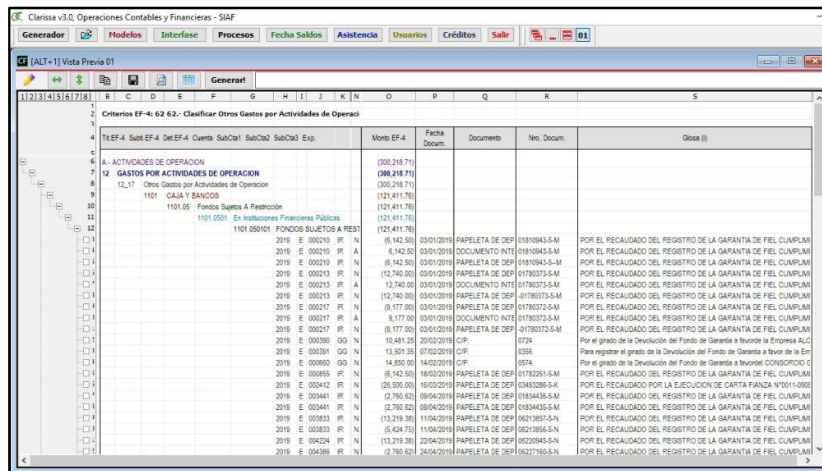 Clarissa v3.0, Operaciones Contables y Financieras - SIAF
Generador Modelos Interfase Procesos Fecha Saldos Asistencia Usuarios Créditos Salir 01
[ALT+1] Vista Previa 01
Generar!
1 2 3 4 5 6 7 8 B C D E F G H I J K N O P Q R S
1
2 Criterios EF-4: 62 62.- Clasificar Otros Gastos por Actividades de Operaci
3
4 Tit.EF-4 Subt.EF-4 Det.EF-4 Cuenta SubCta1 SubCta2 SubCta3 Exp. Monto EF-4 Fecha Docum. Documento Nro. Docum. Glosa (i)
5
6 A.- ACTIVIDADES DE OPERACION (300,218.71)
7 12 GASTOS POR ACTIVIDADES DE OPERACION (300,218.71)
8 12_17 Otros Gastos por Actividades de Operacion (300,218.71)
9 1101 CAJA Y BANCOS (121,411.76)
10 1101.05 Fondos Sujetos A Restricción (121,411.76)
11 1101.0501 En Instituciones Financieras Públicas (121,411.76)
12 1101.050101 FONDOS SUJETOS A REST (121,411.76)
2019 E 000210 IR N (6,142.50) 03/01/2019 PAPELETA DE DEP 01810943-5-M POR EL RECAUDADO DEL REGISTRO DE LA GARANTIA DE FIEL CUMPLIMI
2019 E 000210 IR A 6,142.50 03/01/2019 DOCUMENTO INTE 01810943-5-M POR EL RECAUDADO DEL REGISTRO DE LA GARANTIA DE FIEL CUMPLIMI
2019 E 000210 IR N (6,142.50) 03/01/2019 PAPELETA DE DEP 01810943-5--M POR EL RECAUDADO DEL REGISTRO DE LA GARANTIA DE FIEL CUMPLIMI
2019 E 000213 IR N (12,740.00) 03/01/2019 PAPELETA DE DEP 01780373-5-M POR EL RECAUDADO DEL REGISTRO DE LA GARANTIA DE FIEL CUMPLIMI
2019 E 000213 IR A 12,740.00 03/01/2019 DOCUMENTO INTE 01780373-5-M POR EL RECAUDADO DEL REGISTRO DE LA GARANTIA DE FIEL CUMPLIMI
2019 E 000213 IR N (12,740.00) 03/01/2019 PAPELETA DE DEP -01780373-5-M POR EL RECAUDADO DEL REGISTRO DE LA GARANTIA DE FIEL CUMPLIMI
2019 E 000217 IR N (9,177.00) 03/01/2019 PAPELETA DE DEP 01780372-5-M POR EL RECAUDADO DEL REGISTRO DE LA GARANTIA DE FIEL CUMPLIMI
2019 E 000217 IR A 9,177.00 03/01/2019 DOCUMENTO INTE 01780372-5-M POR EL RECAUDADO DEL REGISTRO DE LA GARANTIA DE FIEL CUMPLIMI
2019 E 000217 IR N (9,177.00) 03/01/2019 PAPELETA DE DEP -01780372-5-M POR EL RECAUDADO DEL REGISTRO DE LA GARANTIA DE FIEL CUMPLIMI
2019 E 000390 GG N 10,481.25 20/02/2019 C/P. 0724 Por el girado de la Devolución del Fondo de Garantia a favorde la Empresa ALC
2019 E 000391 GG N 13,501.35 07/02/2019 C/P. 0356 Para registrar el girado de la Devolución del Fondo de Garantia a favor de la Em
2019 E 000660 GG N 14,850.00 14/02/2019 C/P. 0574 Por el girado de la Devolución del Fondo de Garantia a favordel CONSORCIO G
2019 E 000855 IR N (6,142.50) 18/02/2019 PAPELETA DE DEP 01782251-5-M POR EL RECAUDADO DEL REGISTRO DE LA GARANTIA DE FIEL CUMPLIMI
2019 E 002412 IR N (26,500.00) 16/03/2019 PAPELETA DE DEP 03493286-5-K POR EL RECAUDADO POR LA EJECUCION DE CARTA FIANZA N°0011-0908
2019 E 003441 IR N (2,760.62) 09/04/2019 PAPELETA DE DEP 01834436-5-M POR EL RECAUDADO DEL REGISTRO DE LA GARANTIA DE FIEL CUMPLIMI
2019 E 003441 IR N (2,760.62) 09/04/2019 PAPELETA DE DEP 01834435-5-M POR EL RECAUDADO DEL REGISTRO DE LA GARANTIA DE FIEL CUMPLIMI
2019 E 003833 IR N (13,219.38) 11/04/2019 PAPELETA DE DEP 06213857-5-N POR EL RECAUDADO DEL REGISTRO DE LA GARANTIA DE FIEL CUMPLIMI
2019 E 003833 IR N (5,424.75) 11/04/2019 PAPELETA DE DEP 06213856-5-N POR EL RECAUDADO DEL REGISTRO DE LA GARANTIA DE FIEL CUMPLIMI
2019 E 004224 IR N (13,219.38) 22/04/2019 PAPELETA DE DEP 06220945-5-N POR EL RECAUDADO DEL REGISTRO DE LA GARANTIA DE FIEL CUMPLIMI
2019 E 004386 IR N (2,760.62) 24/04/2019 PAPELETA DE DEP 06227160-5-N POR EL RECAUDADO DEL REGISTRO DE LA GARANTIA DE FIEL CUMPLIMI